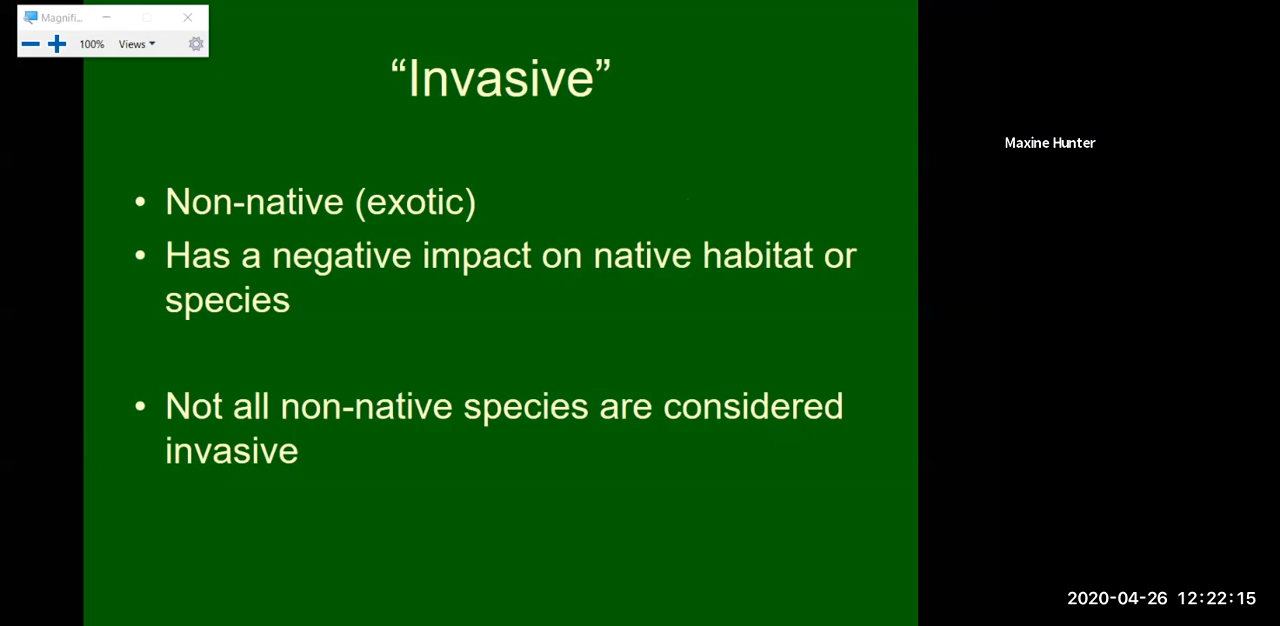 Magnifi...
100% Views
“Invasive”
• Non-native (exotic)
• Has a negative impact on native habitat or
species
• Not all non-native species are considered
invasive
Maxine Hunter
2020-04-26 12:22:15